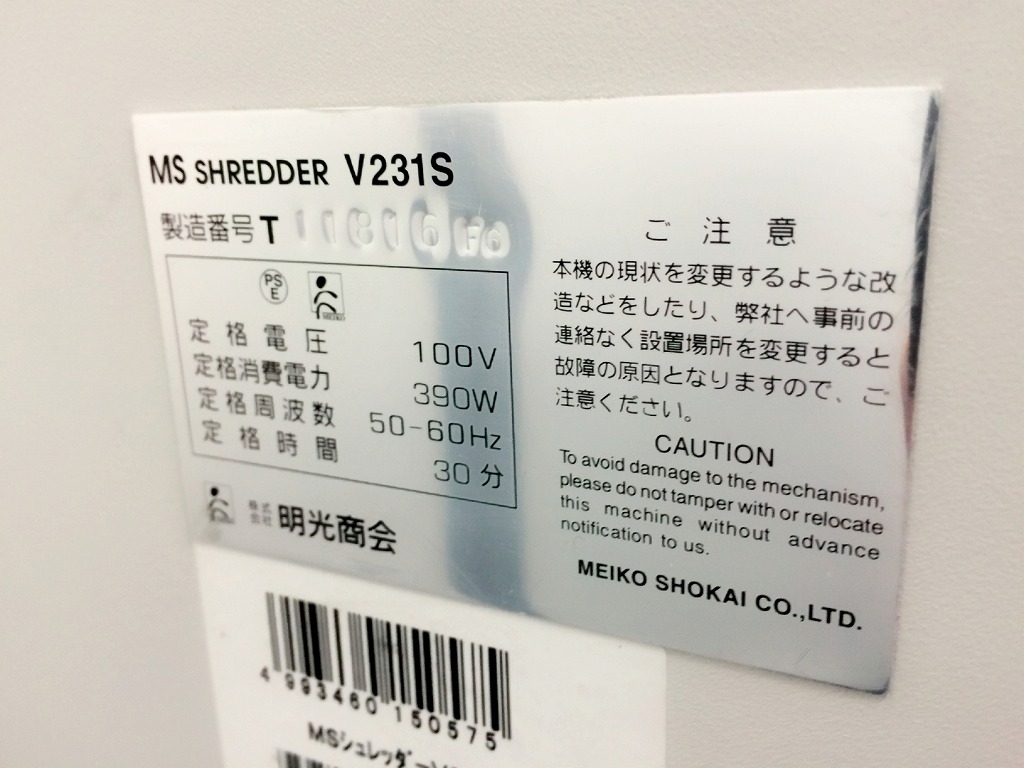 MS SHREDDER V231S
製造番号 T 11816 F6
PS
E
MEIKO
定格電圧 100V
定格消費電力 390W
定格周波数 50-60Hz
定格時間 30分
株式会社 明光商会
ご注意
本機の現状を変更するような改
造などをしたり、弊社へ事前の
連絡なく設置場所を変更すると
故障の原因となりますので、ご
注意ください。
CAUTION
To avoid damage to the mechanism,
please do not tamper with or relocate
this machine without advance
notification to us.
MEIKO SHOKAI CO.,LTD.
4 993460 150575
MSシュレッダー